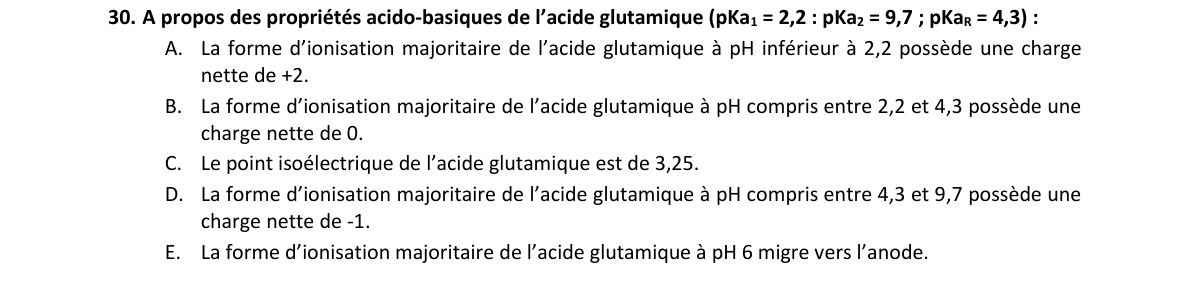 30. A propos des propriétés acido-basiques de l’acide glutamique (pKa₁ = 2,2 : pKa₂ = 9,7 ; pKaR = 4,3) :
A. La forme d’ionisation majoritaire de l’acide glutamique à pH inférieur à 2,2 possède une charge
nette de +2.
B. La forme d’ionisation majoritaire de l’acide glutamique à pH compris entre 2,2 et 4,3 possède une
charge nette de 0.
C. Le point isoélectrique de l’acide glutamique est de 3,25.
D. La forme d’ionisation majoritaire de l’acide glutamique à pH compris entre 4,3 et 9,7 possède une
charge nette de -1.
E. La forme d’ionisation majoritaire de l’acide glutamique à pH 6 migre vers l’anode.